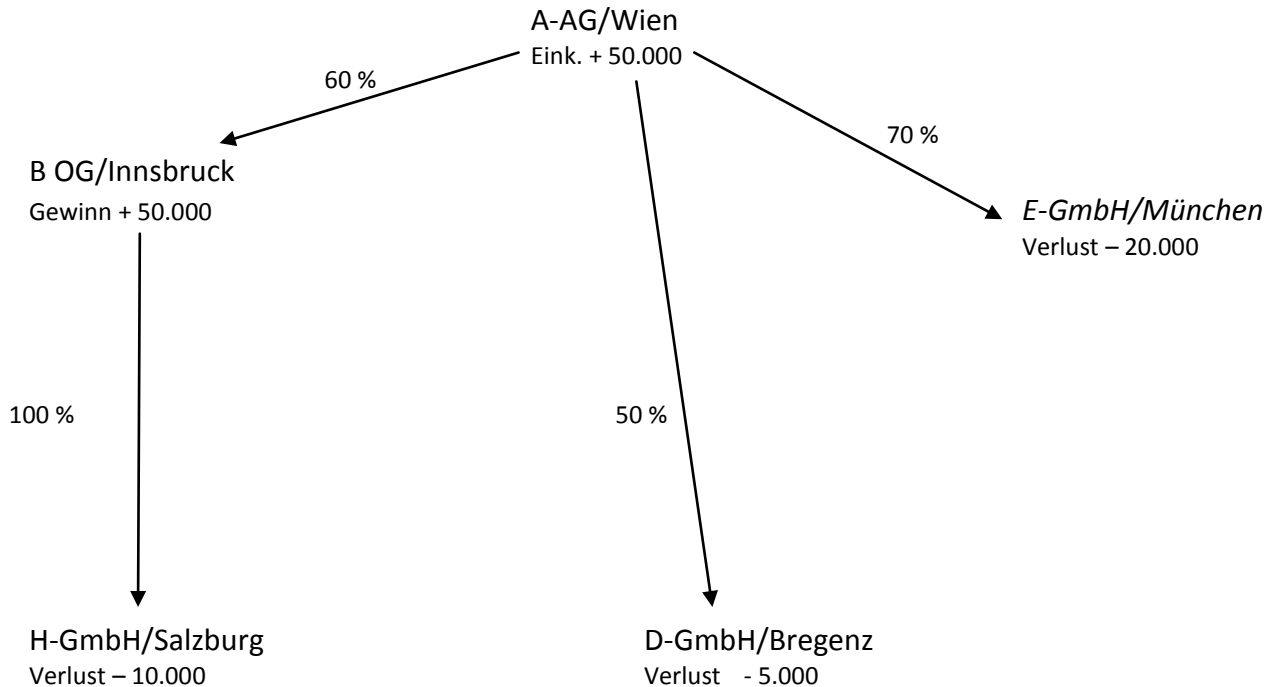 A-AG/Wien
Eink. + 50.000
60 %
70 %
B OG/Innsbruck
Gewinn + 50.000
E-GmbH/München
Verlust – 20.000
100 %
50 %
H-GmbH/Salzburg
Verlust – 10.000
D-GmbH/Bregenz
Verlust - 5.000